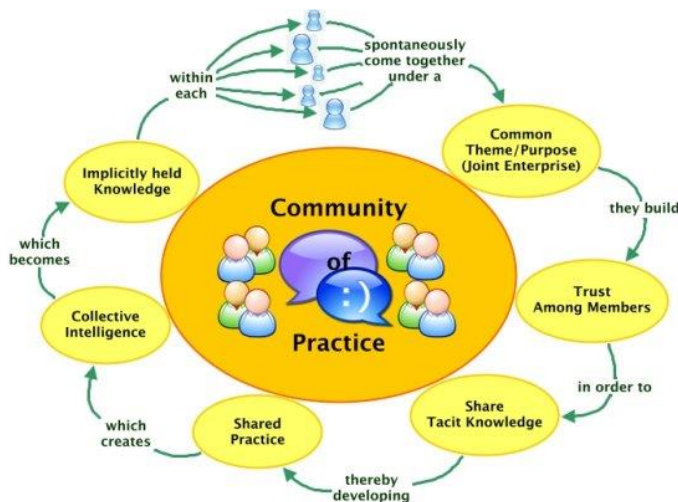 within
each
spontaneously
come together
under a
Common
Theme/Purpose
(Joint Enterprise)
they build
Trust
Among Members
in order to
Share
Tacit Knowledge
thereby
developing
Shared
Practice
which
creates
Collective
Intelligence
which
becomes
Implicitly held
Knowledge
Community
of
:)
Practice